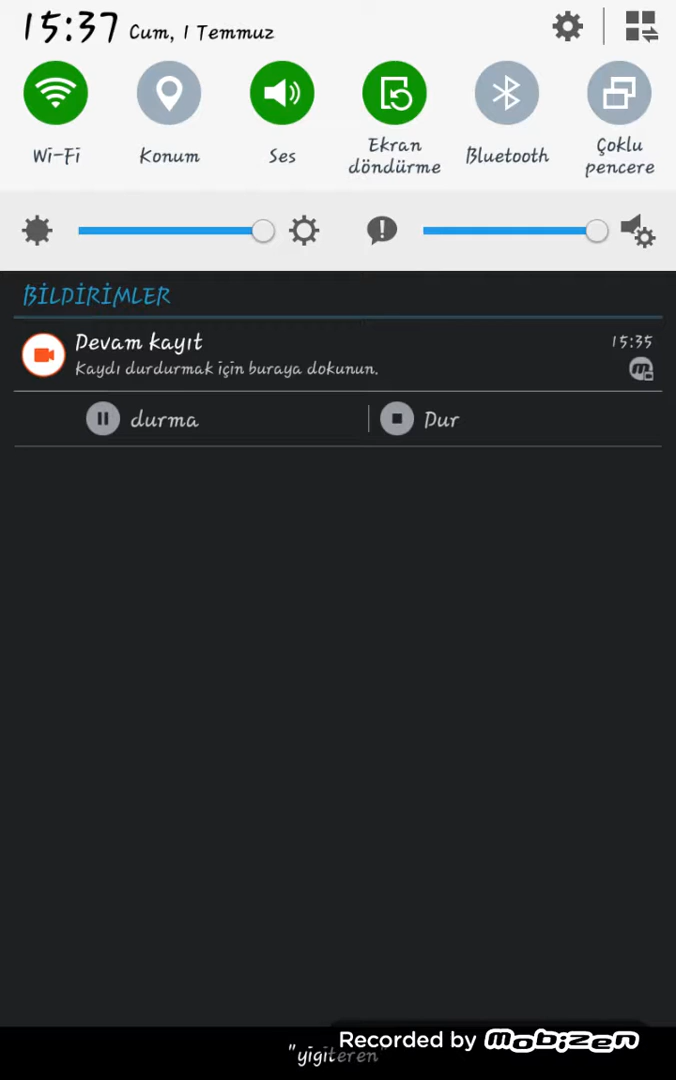 15:37 Cum, 1 Temmuz
Wi-Fi Konum Ses Ekran döndürme Bluetooth Çoklu pencere
BİLDİRİMLER
Devam kayıt 15:35
Kaydı durdurmak için buraya dokunun.
durma Dur
Recorded by mobizen
"yigiteren"